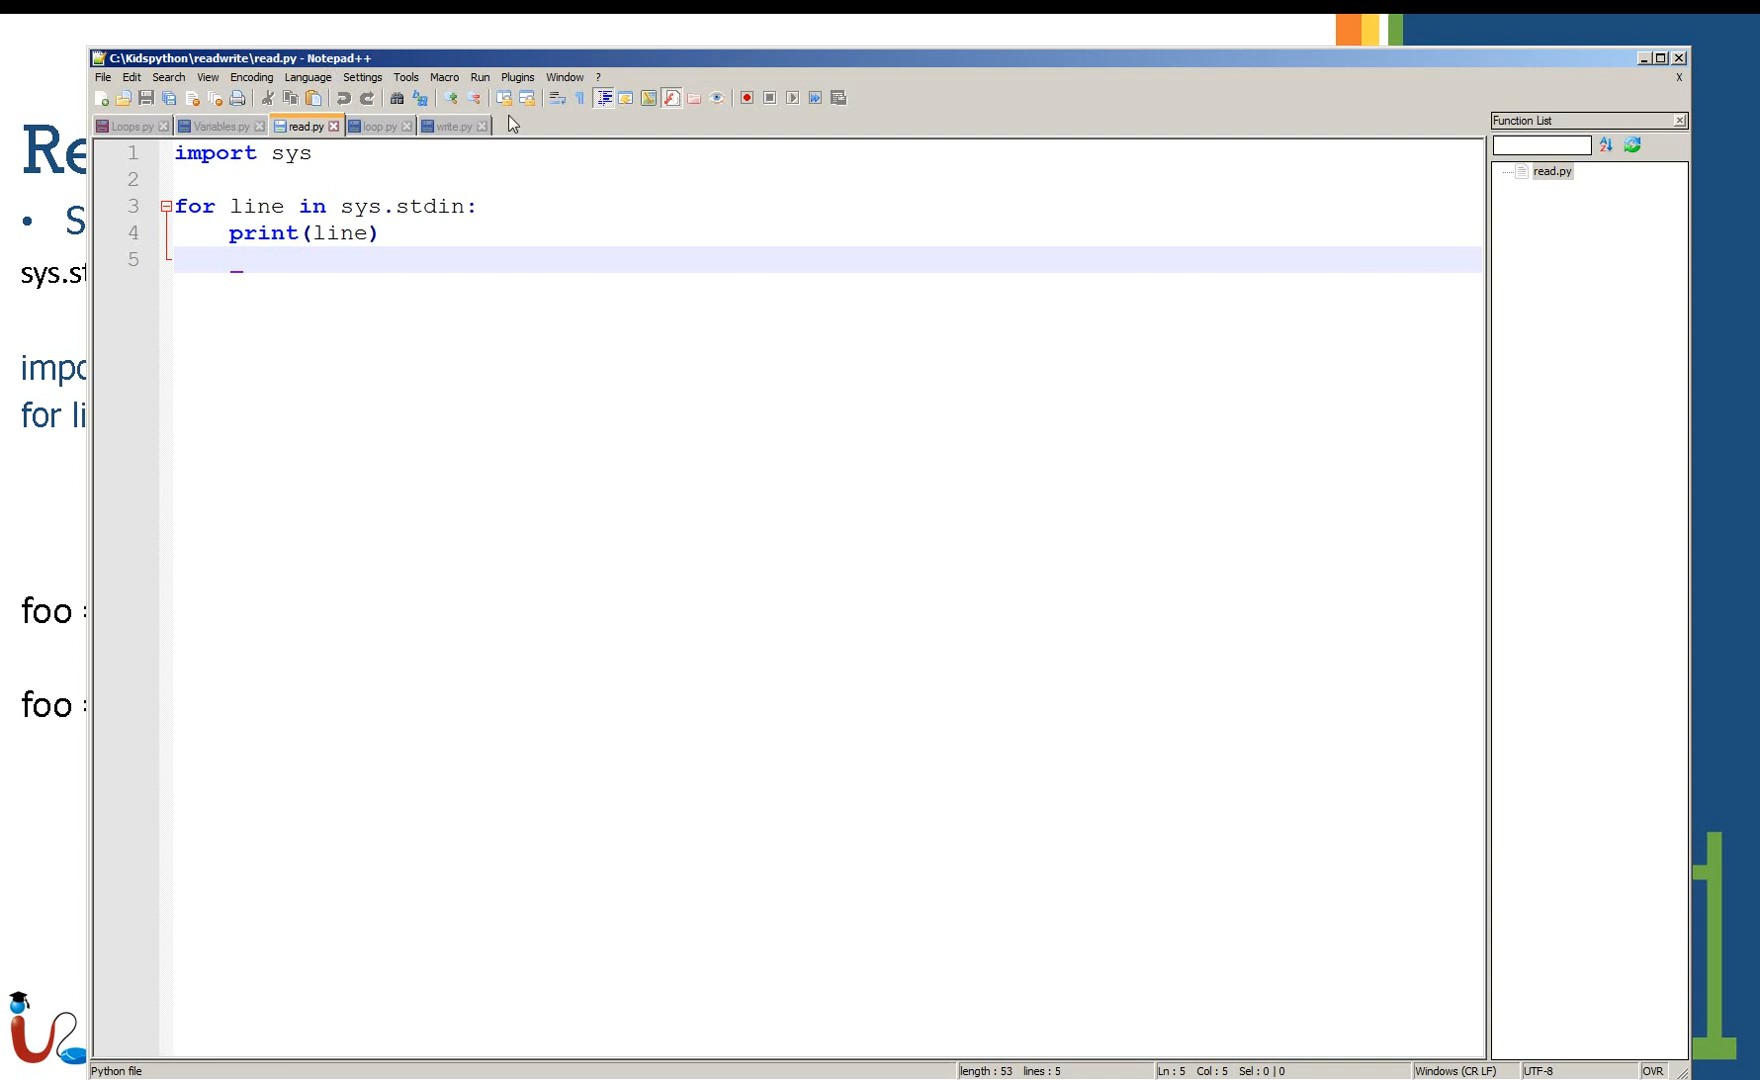 C:\Kidspython\readwrite\read.py - Notepad++
File Edit Search View Encoding Language Settings Tools Macro Run Plugins Window ? X
Loops.py Variables.py read.py loop.py write.py
Function List
1 import sys
2
3 for line in sys.stdin:
4 print(line)
5
read.py
Re
• S
sys.st
impo
for li
foo =
foo =
Python file length : 53 lines : 5 Ln : 5 Col : 5 Sel : 0 | 0 Windows (CR LF) UTF-8 OVR